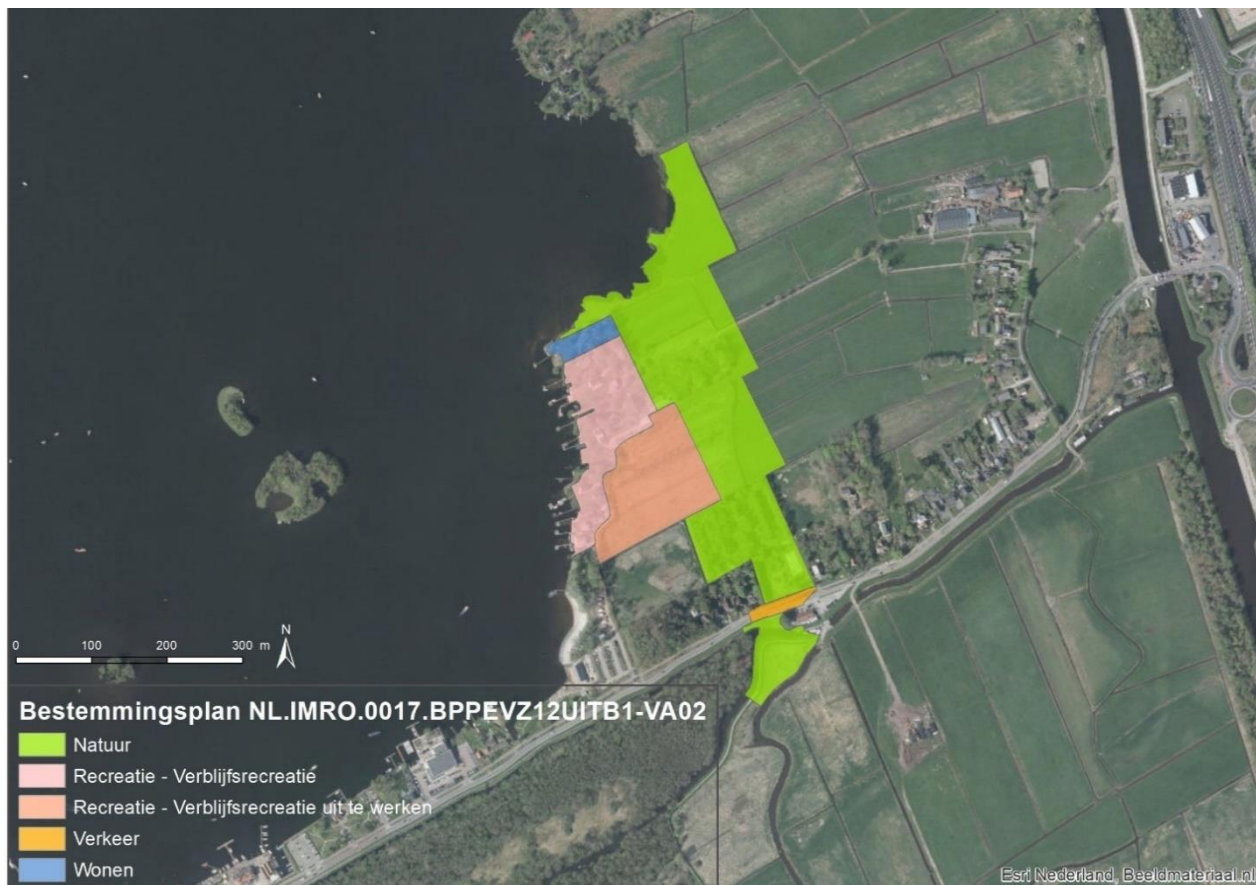 N
0 100 200 300 m
Bestemmingsplan NL.IMRO.0017.BPPEVZ12UITB1-VA02
Natuur
Recreatie - Verblijfsrecreatie
Recreatie - Verblijfsrecreatie uit te werken
Verkeer
Wonen
Esri Nederland, Beeldmateriaal.nl